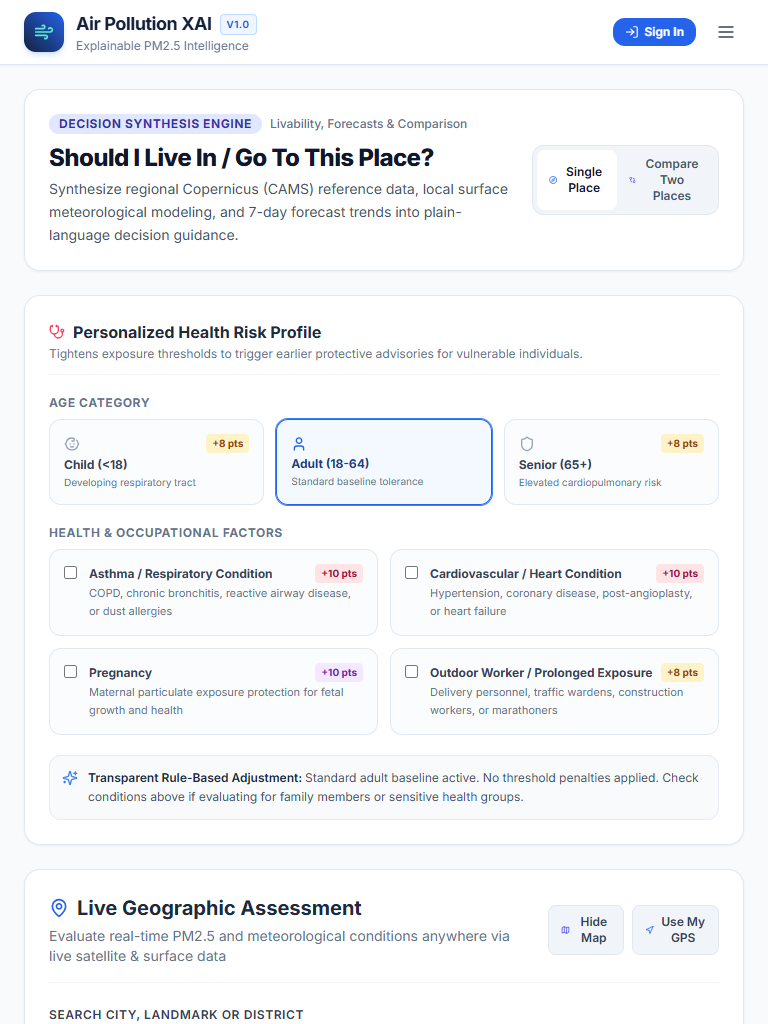 Air Pollution XAI V1.0
Explainable PM2.5 Intelligence
Sign In
DECISION SYNTHESIS ENGINE Livability, Forecasts & Comparison
Should I Live In / Go To This Place?
Synthesize regional Copernicus (CAMS) reference data, local surface
meteorological modeling, and 7-day forecast trends into plain-
language decision guidance.
Single
Place
Compare
Two
Places
Personalized Health Risk Profile
Tightens exposure thresholds to trigger earlier protective advisories for vulnerable individuals.
AGE CATEGORY
+8 pts
Child (<18)
Developing respiratory tract
Adult (18-64)
Standard baseline tolerance
+8 pts
Senior (65+)
Elevated cardiopulmonary risk
HEALTH & OCCUPATIONAL FACTORS
Asthma / Respiratory Condition +10 pts
COPD, chronic bronchitis, reactive airway disease,
or dust allergies
Cardiovascular / Heart Condition +10 pts
Hypertension, coronary disease, post-angioplasty,
or heart failure
Pregnancy +10 pts
Maternal particulate exposure protection for fetal
growth and health
Outdoor Worker / Prolonged Exposure +8 pts
Delivery personnel, traffic wardens, construction
workers, or marathoners
Transparent Rule-Based Adjustment: Standard adult baseline active. No threshold penalties applied. Check
conditions above if evaluating for family members or sensitive health groups.
Live Geographic Assessment
Evaluate real-time PM2.5 and meteorological conditions anywhere via
live satellite & surface data
Hide
Map
Use My
GPS
SEARCH CITY, LANDMARK OR DISTRICT